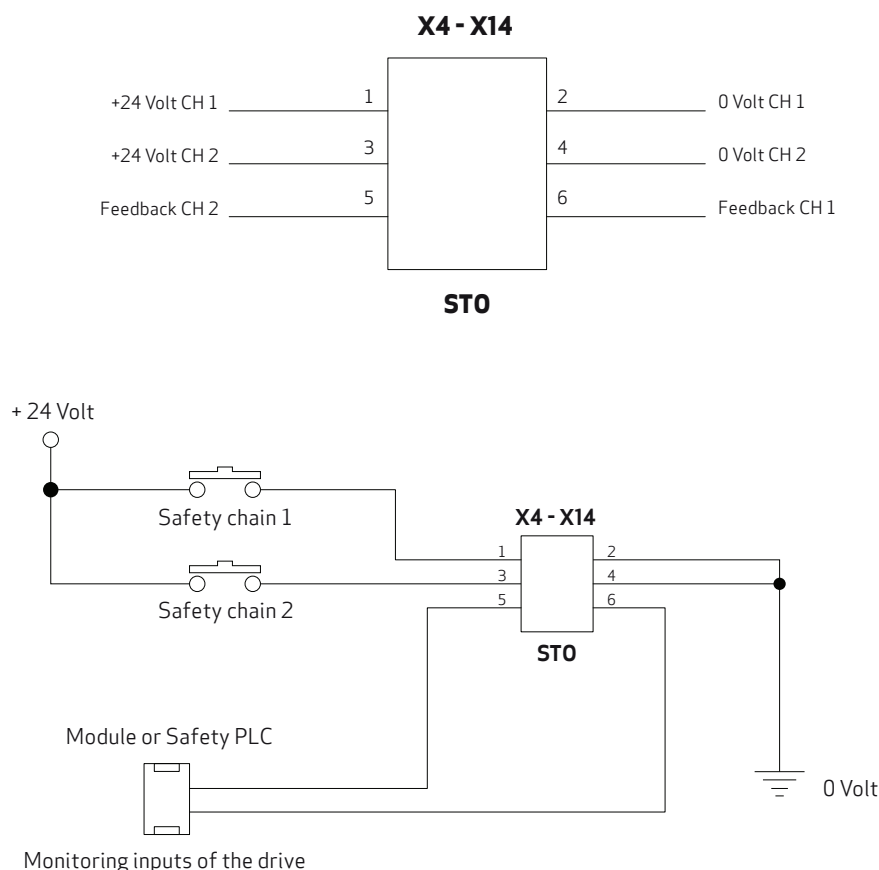 X4 - X14
+24 Volt CH 1
1
2
0 Volt CH 1
+24 Volt CH 2
3
4
0 Volt CH 2
Feedback CH 2
5
6
Feedback CH 1
STO
+ 24 Volt
Safety chain 1
X4 - X14
1
2
3
4
Safety chain 2
5
6
STO
Module or Safety PLC
0 Volt
Monitoring inputs of the drive